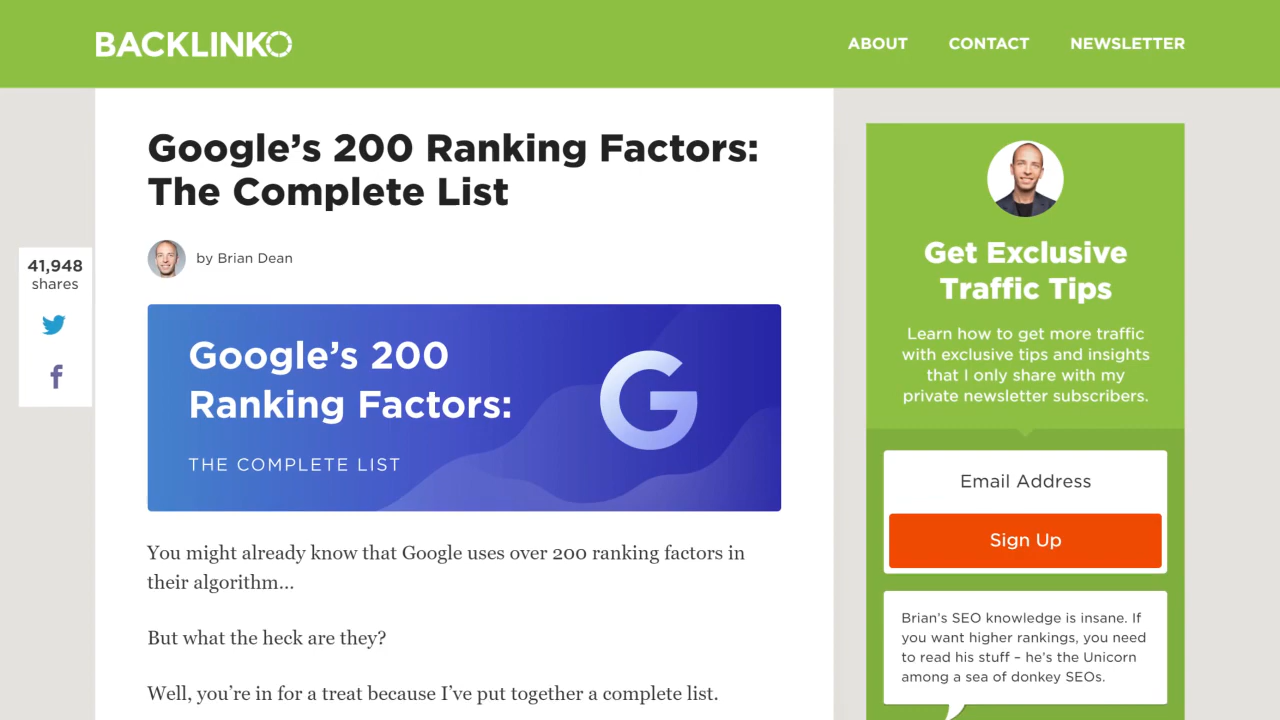 BACKLINKO
ABOUT CONTACT NEWSLETTER
Google’s 200 Ranking Factors:
The Complete List
by Brian Dean
41,948
shares
Google’s 200
Ranking Factors:
THE COMPLETE LIST
You might already know that Google uses over 200 ranking factors in
their algorithm…
But what the heck are they?
Well, you’re in for a treat because I’ve put together a complete list.
Get Exclusive
Traffic Tips
Learn how to get more traffic
with exclusive tips and insights
that I only share with my
private newsletter subscribers.
Email Address
Sign Up
Brian’s SEO knowledge is insane. If
you want higher rankings, you need
to read his stuff – he’s the Unicorn
among a sea of donkey SEOs.